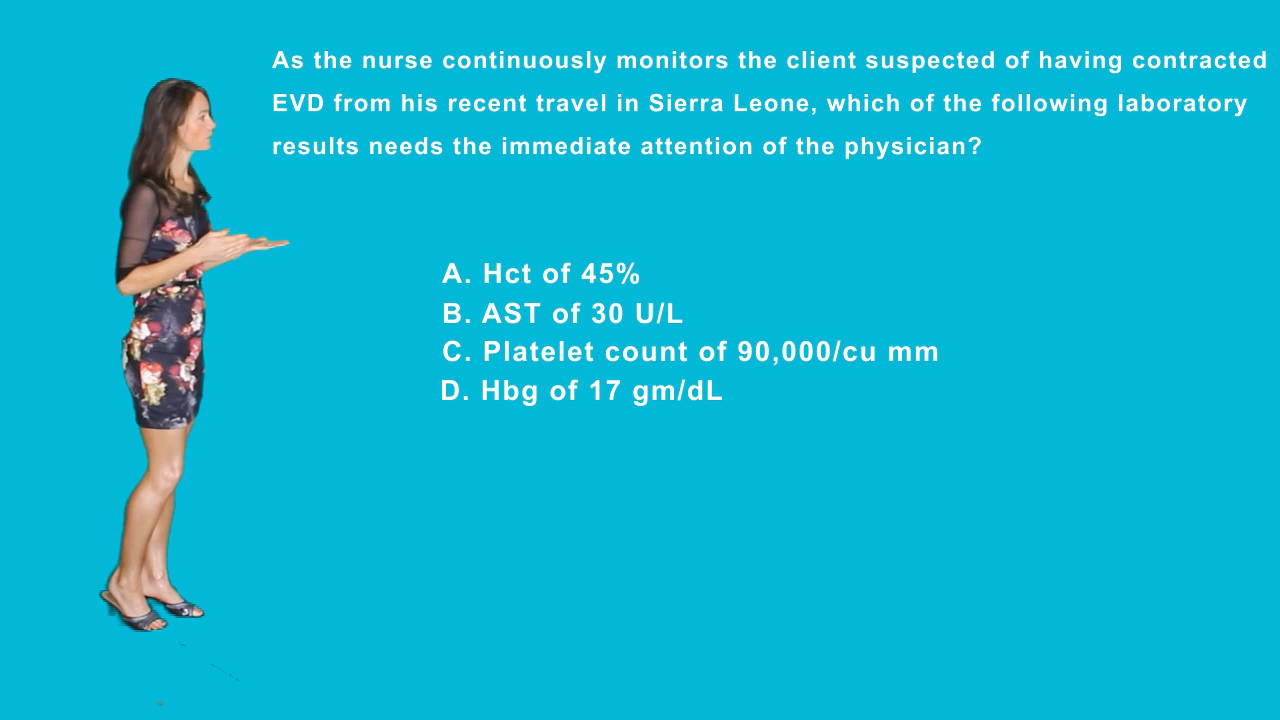 As the nurse continuously monitors the client suspected of having contracted
EVD from his recent travel in Sierra Leone, which of the following laboratory
results needs the immediate attention of the physician?
A. Hct of 45%
B. AST of 30 U/L
C. Platelet count of 90,000/cu mm
D. Hbg of 17 gm/dL